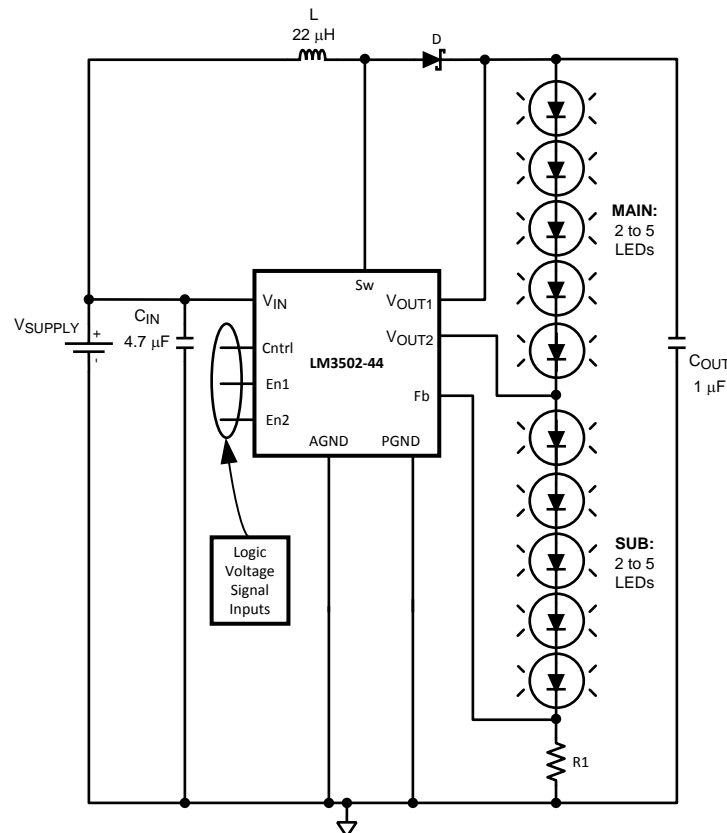 L
22 μH
D
MAIN:
2 to 5
LEDs
Sw
VIN
VOUT1
VOUT2
CIN
4.7 μF
VSUPPLY
+
-
Cntrl
LM3502-44
En1
Fb
En2
COUT
1 μF
AGND
PGND
Logic
Voltage
Signal
Inputs
SUB:
2 to 5
LEDs
R1